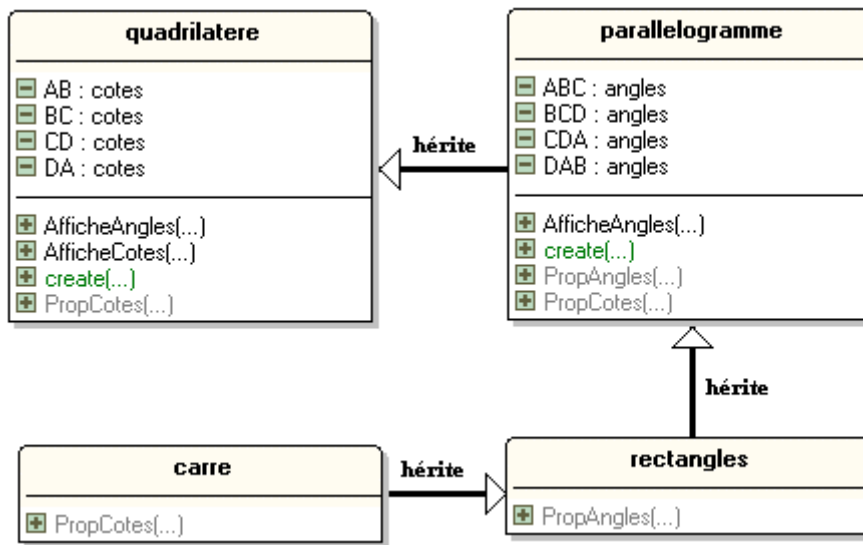 quadrilatere
AB : cotes
BC : cotes
CD : cotes
DA : cotes
AfficheAngles(...)
AfficheCotes(...)
create(...)
PropCotes(...)
hérite
parallelogramme
ABC : angles
BCD : angles
CDA : angles
DAB : angles
AfficheAngles(...)
create(...)
PropAngles(...)
PropCotes(...)
hérite
carre
PropCotes(...)
hérite
rectangles
PropAngles(...)